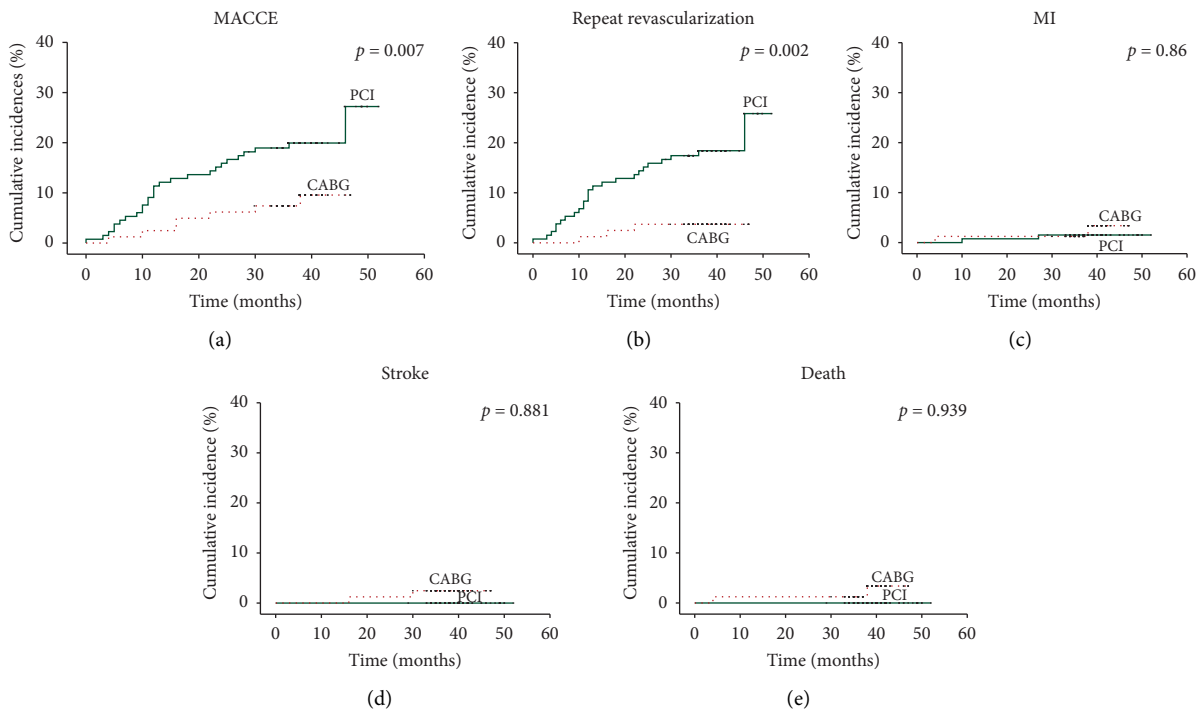 MACCE
Cumulative incidences (%)
40
30
20
10
0
p = 0.007
PCI
CABG
0 10 20 30 40 50 60
Time (months)
(a)
Repeat revascularization
Cumulative incidence (%)
40
30
20
10
0
p = 0.002
PCI
CABG
0 10 20 30 40 50 60
Time (months)
(b)
MI
Cumulative incidence (%)
40
30
20
10
0
p = 0.86
CABG
PCI
0 10 20 30 40 50 60
Time (months)
(c)
Stroke
Cumulative incidence (%)
40
30
20
10
0
p = 0.881
CABG
PCI
0 10 20 30 40 50 60
Time (months)
(d)
Death
Cumulative incidence (%)
40
30
20
10
0
p = 0.939
CABG
PCI
0 10 20 30 40 50 60
Time (months)
(e)